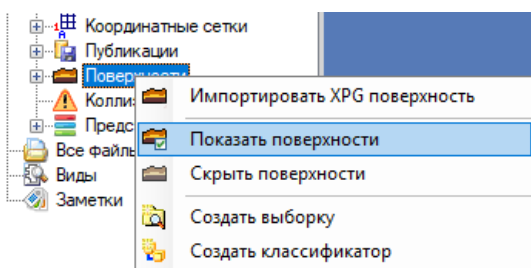 Координатные сетки
Публикации
Поверхности
Импортировать XPG поверхность
Показать поверхности
Все файлы
Виды
Скрыть поверхности
Заметки
Создать выборку
Создать классификатор